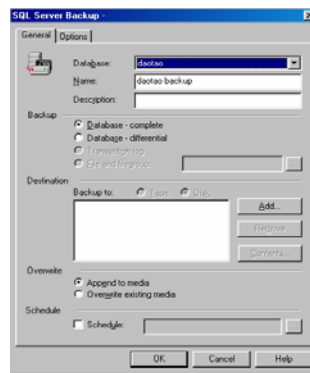 SQL Server Backup -
General Options
Database: daotao
Name: daotao backup
Description:
Backup
Database - complete
Database - differential
Transaction log
File and filegroup:
Destination
Backup to: Tape Disk
Add...
Remove
Contents...
Overwrite
Append to media
Overwrite existing media
Schedule
Schedule:
OK Cancel Help